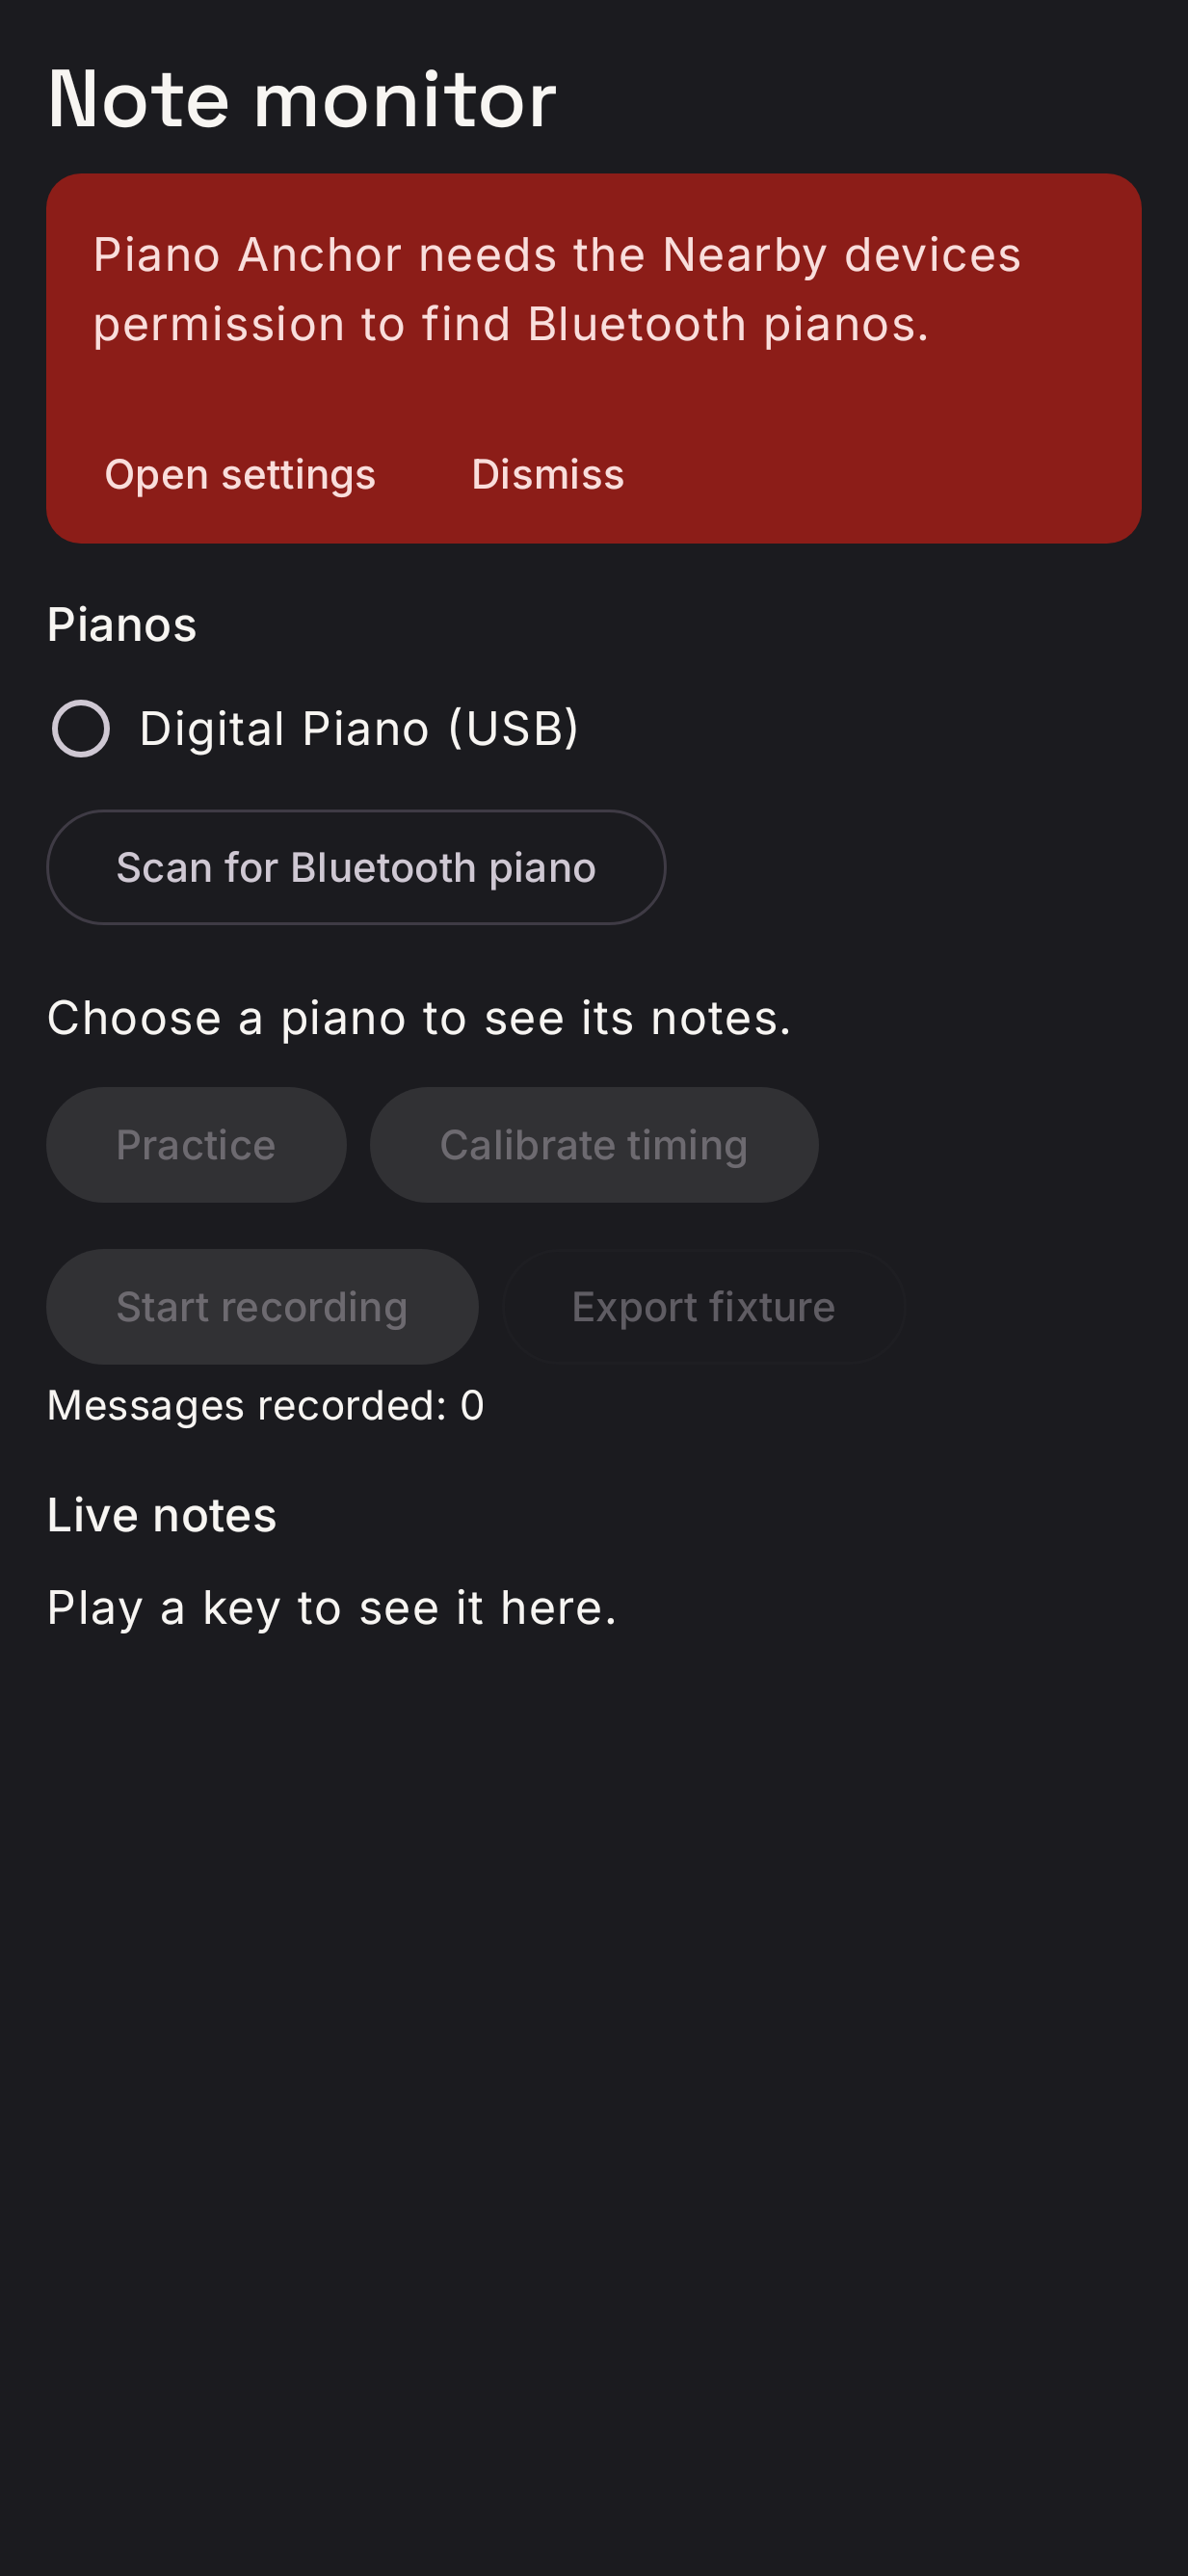 Note monitor
Piano Anchor needs the Nearby devices
permission to find Bluetooth pianos.
Open settings
Dismiss
Pianos
Digital Piano (USB)
Scan for Bluetooth piano
Choose a piano to see its notes.
Practice
Calibrate timing
Start recording
Export fixture
Messages recorded: 0
Live notes
Play a key to see it here.